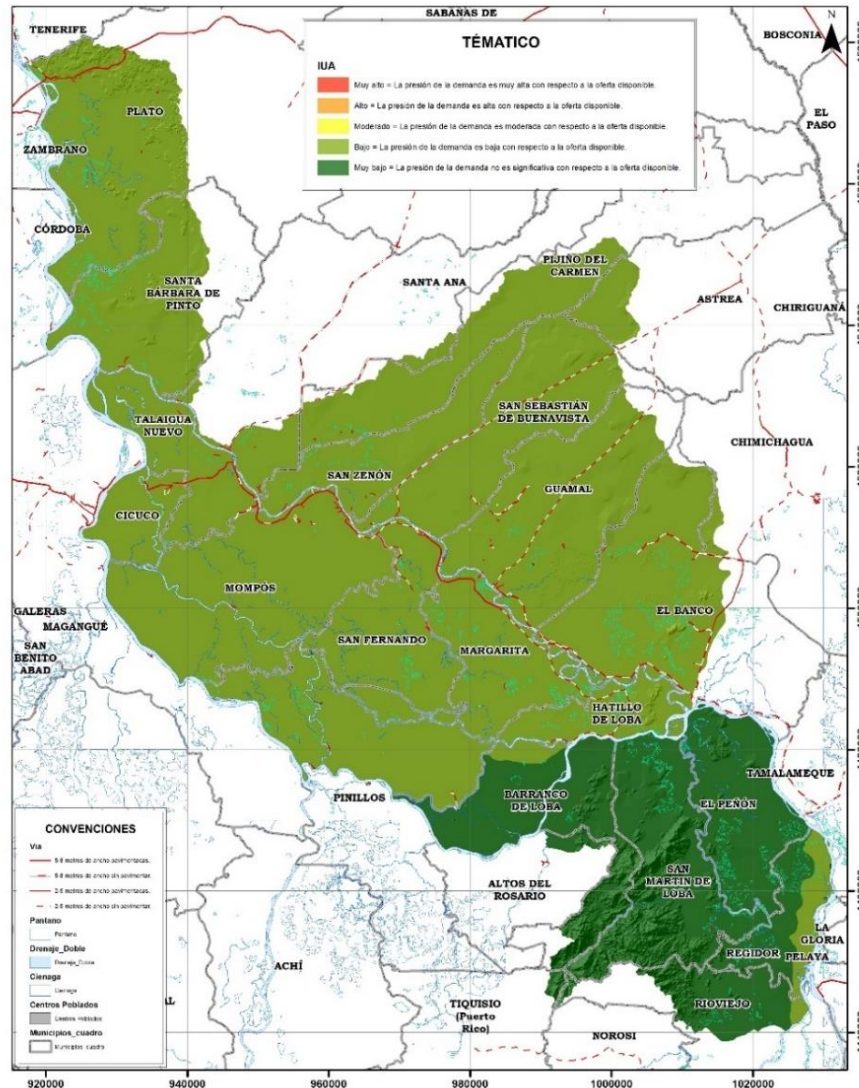 SABANAS DE
TENERIFE
BOSCONIA
N
TÉMATICO
IUA
Muy alto = La presión de la demanda es muy alta con respecto a la oferta disponible.
Alto = La presión de la demanda es alta con respecto a la oferta disponible.
Moderado = La presión de la demanda es moderada con respecto a la oferta disponible.
Bajo = La presión de la demanda es baja con respecto a la oferta disponible.
Muy bajo = La presión de la demanda no es significativa con respecto a la oferta disponible.
PLATO
EL
PASO
ZAMBRANO
CÓRDOBA
SANTA
BÁRBARA DE
PINTO
SANTA ANA
PIJIÑO DEL
CARMEN
ASTREA
CHIRIGUANÁ
TALAIGUA
NUEVO
SAN SEBASTIÁN
DE BUENAVISTA
CHIMICHAGUA
SAN ZENÓN
GUAMAL
CICUCO
MOMPÓS
GALERAS
MAGANGUÉ
SAN
BENITO
ABAD
SAN FERNANDO
MARGARITA
EL BANCO
HATILLO
DE LOBA
TAMALAMEQUE
PINILLOS
BARRANCO
DE LOBA
EL PEÑÓN
ALTOS DEL
ROSARIO
SAN
MARTÍN DE
LOBA
LA
GLORIA
REGIDOR
PELAYA
ACHÍ
RIOVIEJO
TIQUISIO
(Puerto
Rico)
NOROSI
CONVENCIONES
Vía
Pantano
Pantano
Drenaje_Doble
Drenaje_Doble
Cienaga
Cienaga
Centros Poblados
Centros Poblados
Municipios_cuadro
Municipios_cuadro
920000
940000
960000
980000
1000000
1020000